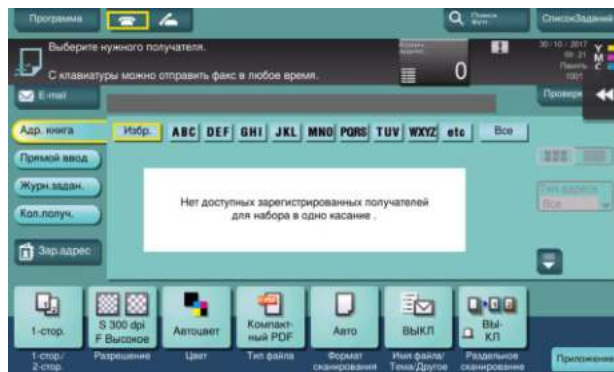 Программа
Поиск
СписокЗаданий
Выберите нужного получателя.
С клавиатуры можно отправить факс в любое время.
0
30/10/2017
Память
Y
M
C
E-mail
Адр. книга
Избр. ABC DEF GHI JKL MNO PQRS TUV WXYZ etc Все
Прямой ввод
Журн.задан.
Кол.получ.
Зар.адрес
Нет доступных зарегистрированных получателей
для набора в одно касание .
Тип адреса
Все
1-стор.
S 300 dpi
F Высокое
Автоцвет
Компакт-
ный PDF
Авто
ВЫКЛ
ВЫ-
КЛ
1-стор./
2-стор.
Разрешение
Цвет
Тип файла
Формат
сканирования
Имя файла/
Тема/Другое
Раздельное
сканирование
Приложение